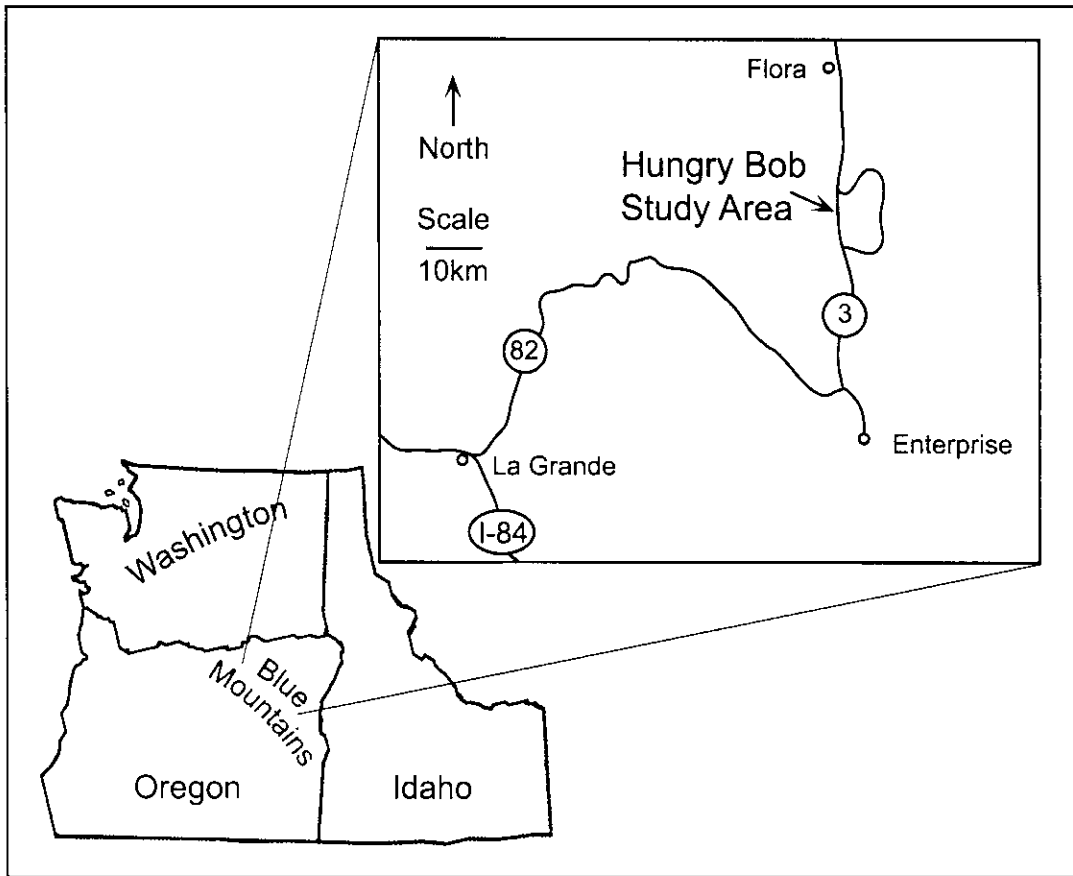 Flora
North
Hungry Bob
Study Area
Scale
10km
3
82
Enterprise
La Grande
I-84
Washington
Blue
Mountains
Oregon
Idaho